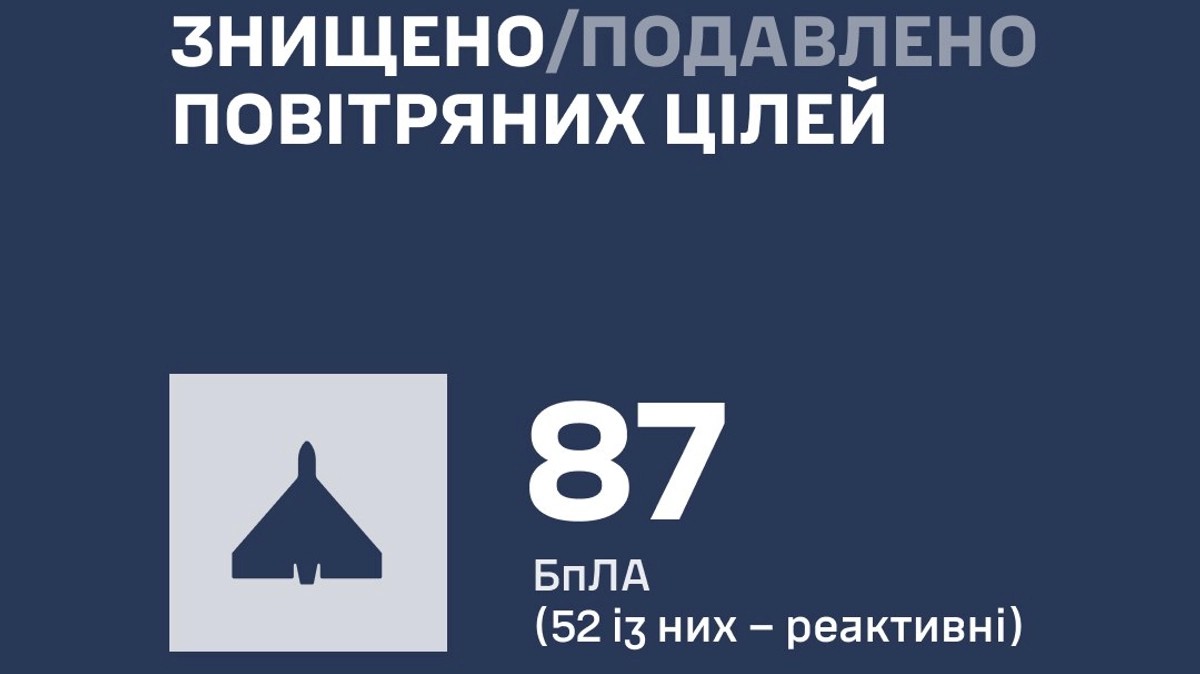 ЗНИЩЕНО/ПОДАВЛЕНО
ПОВІТРЯНИХ ЦІЛЕЙ
87
БпЛА
(52 із них – реактивні)